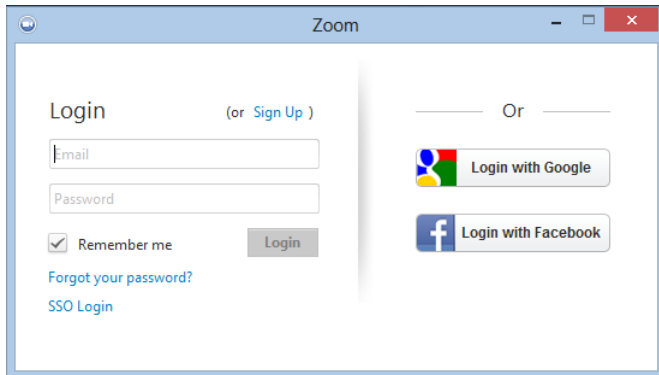 Zoom
Login (or Sign Up )
Email
Password
Remember me Login
Forgot your password?
SSO Login
Or
Login with Google
Login with Facebook